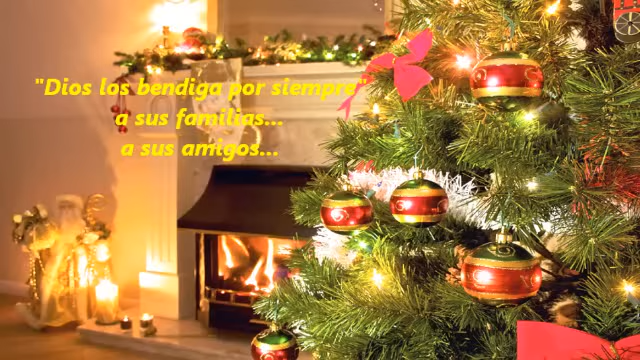 "Dios los bendiga por siempre"
a sus familias...
a sus amigos...